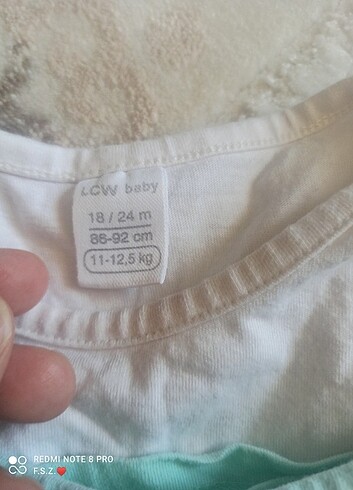 LCW baby
18 / 24 m
86-92 cm
11-12,5 kg
REDMI NOTE 8 PRO
F.S.Z.❤️